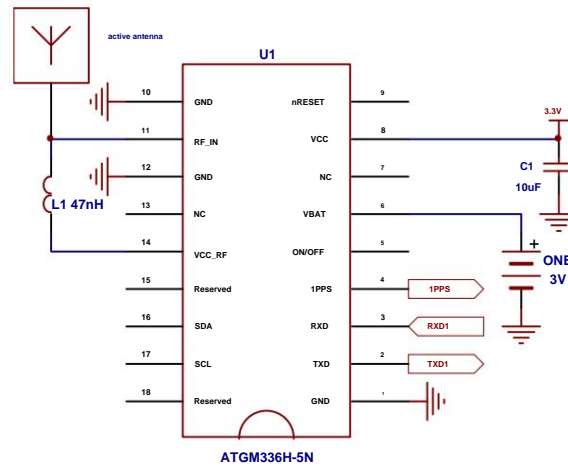 active antenna
U1
10 GND nRESET 9
11 RF_IN VCC 8
3.3V
12 GND NC 7
C1
10uF
L1 47nH
13 NC VBAT 6
14 VCC_RF ON/OFF 5
+
ONE
3V
15 Reserved 1PPS 4 1PPS
16 SDA RXD 3 RXD1
17 SCL TXD 2 TXD1
18 Reserved GND 1
ATGM336H-5N